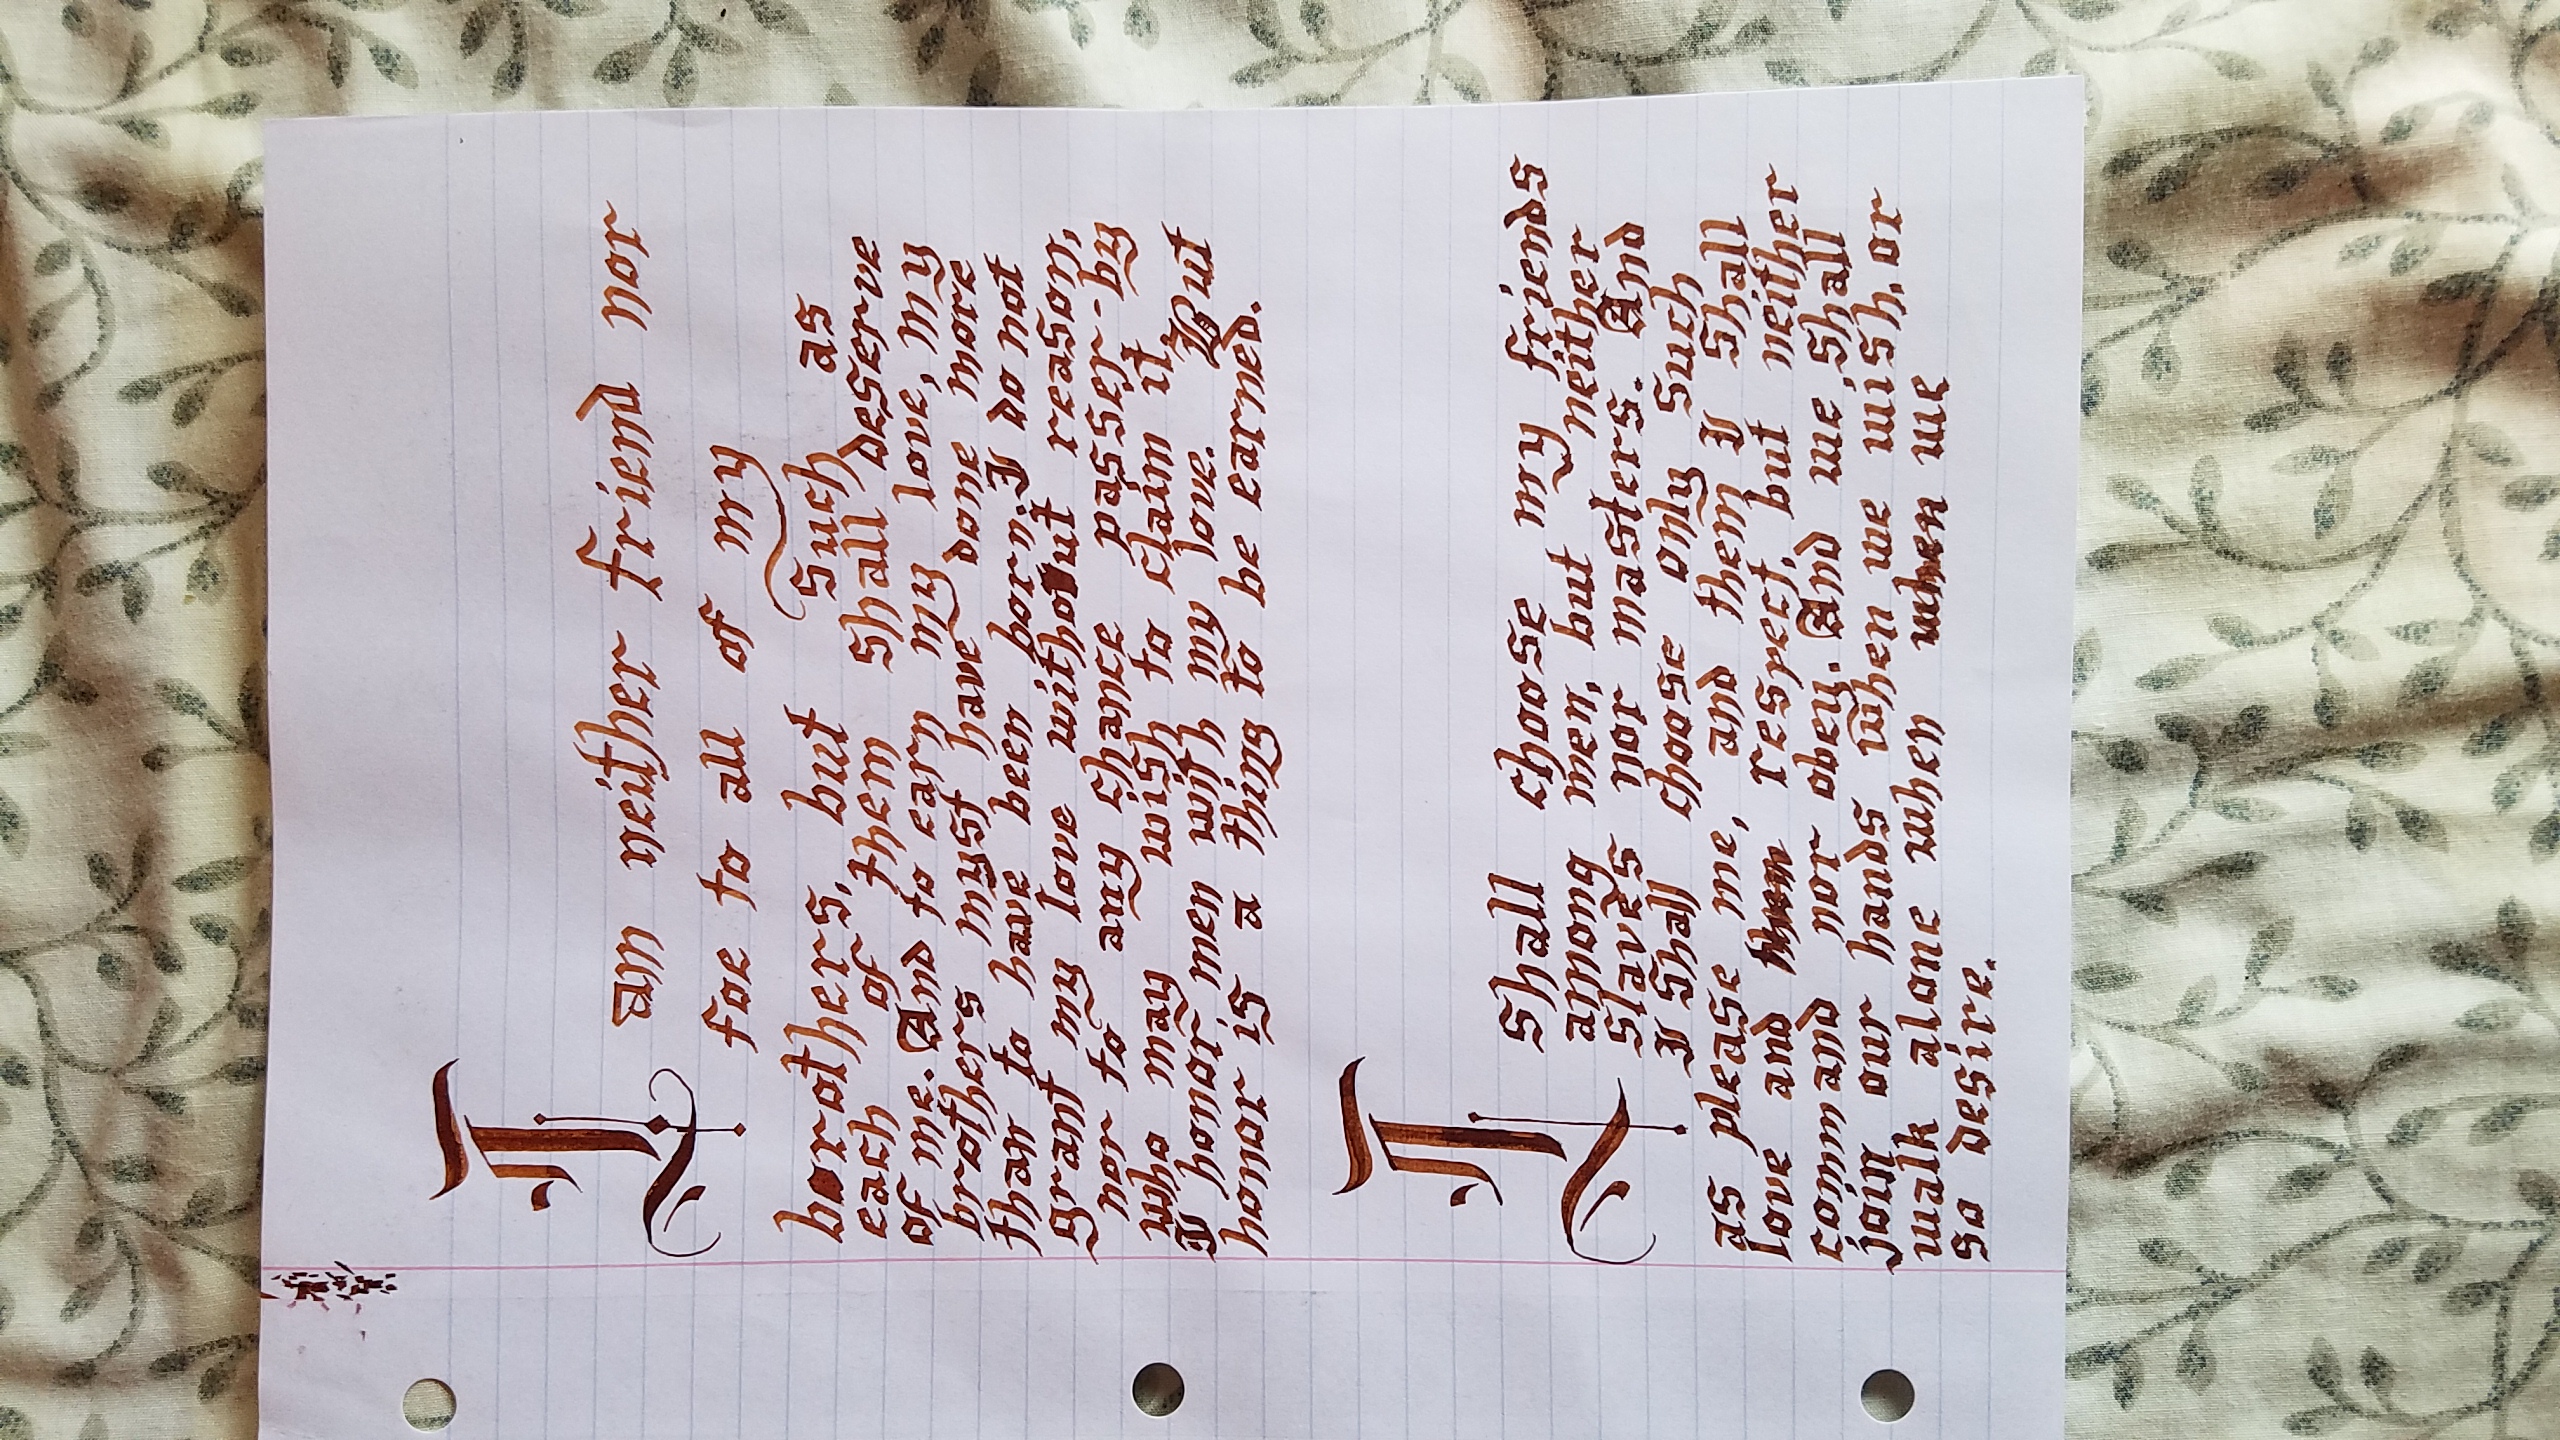 I am neither friend nor
foe to all of my
borothers, but such as
each of them shall deserve
of me. And to earn my love, my
brothers myst have done more
than to have been born. I do not
grant my love without reason,
nor to any chance passer-by
who may wish to claim it.
I honor men with my love. But
honor is a thing to be earned.
I shall choose my friends
among men, but neither
slaves nor masters. And
I shall choose only such
as please me, and them I shall
love and them respect, but neither
command nor obey. And we shall
join our hands when we wish, or
walk alone when when we
so desire.